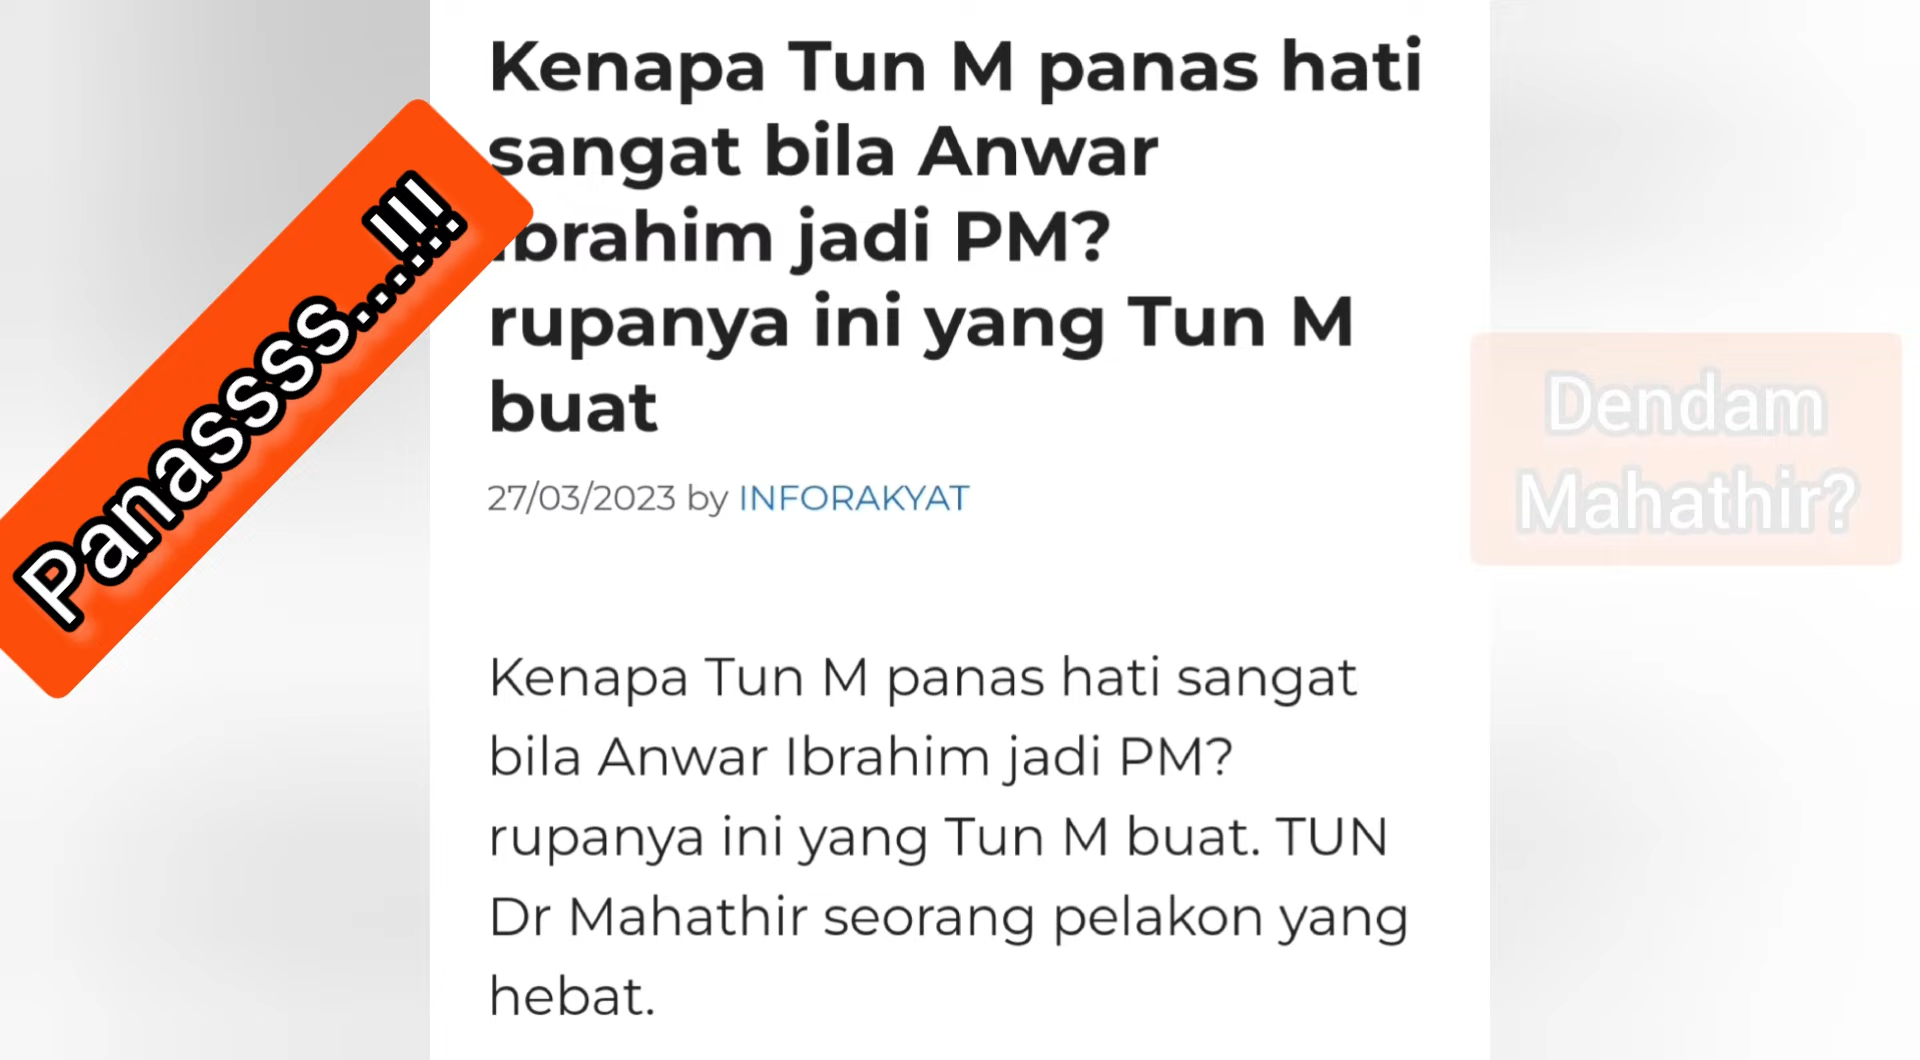 Kenapa Tun M panas hati
sangat bila Anwar
Ibrahim jadi PM?
rupanya ini yang Tun M
buat
27/03/2023 by INFORAKYAT
Kenapa Tun M panas hati sangat
bila Anwar Ibrahim jadi PM?
rupanya ini yang Tun M buat. TUN
Dr Mahathir seorang pelakon yang
hebat.
Panassss.....!!!
Dendam
Mahathir?